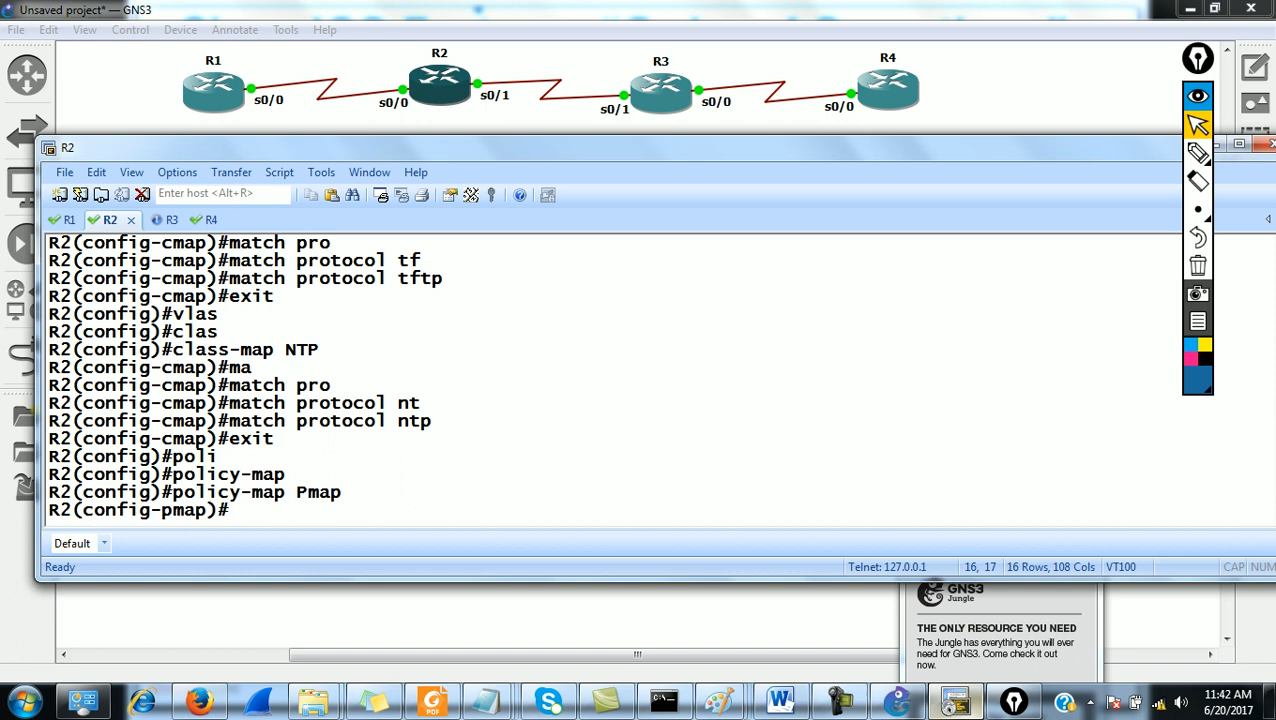 Unsaved project* — GNS3
File Edit View Control Device Annotate Tools Help
R1
R2
R3
R4
s0/0
s0/0
s0/1
s0/1
s0/0
s0/0
R2
File Edit View Options Transfer Script Tools Window Help
Enter host <Alt+R>
R1 R2 R3 R4
R2(config-cmap)#match pro
R2(config-cmap)#match protocol tf
R2(config-cmap)#match protocol tftp
R2(config-cmap)#exit
R2(config)#vlas
R2(config)#clas
R2(config)#class-map NTP
R2(config-cmap)#ma
R2(config-cmap)#match pro
R2(config-cmap)#match protocol nt
R2(config-cmap)#match protocol ntp
R2(config-cmap)#exit
R2(config)#poli
R2(config)#policy-map
R2(config)#policy-map Pmap
R2(config-pmap)#
Default
Ready Telnet: 127.0.0.1 16, 17 16 Rows, 108 Cols VT100 CAP NUM
GNS3
Jungle
THE ONLY RESOURCE YOU NEED
The Jungle has everything you will ever
need for GNS3. Come check it out
now.
PDF
C:\
11:42 AM
6/20/2017